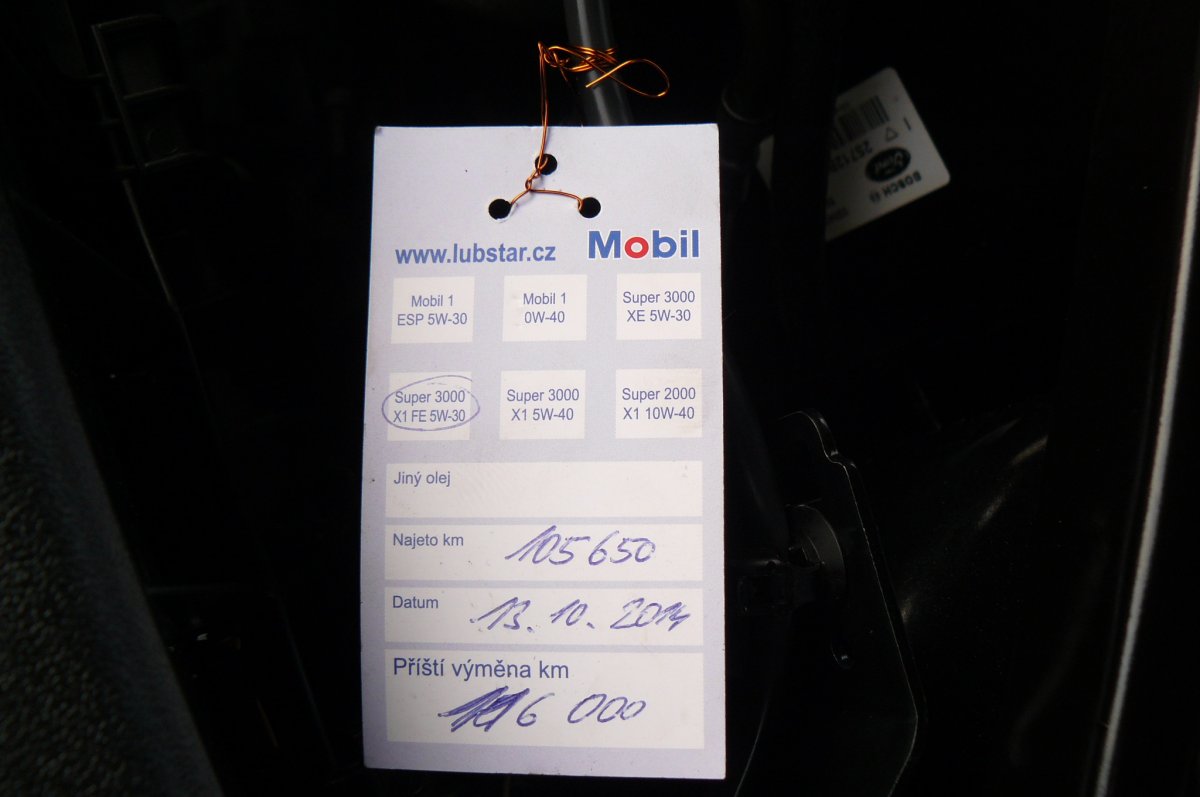 www.lubstar.cz Mobil
Mobil 1
ESP 5W-30
Mobil 1
0W-40
Super 3000
XE 5W-30
Super 3000
X1 FE 5W-30
Super 3000
X1 5W-40
Super 2000
X1 10W-40
Jiný olej
Najeto km 105650
Datum 13. 10. 2014
Příští výměna km
116 000
Ford
BOSCH